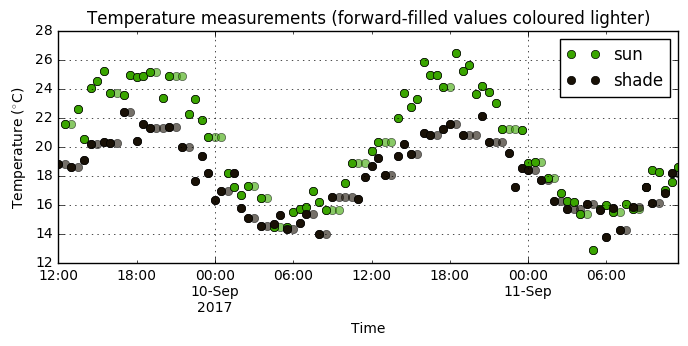 Temperature measurements (forward-filled values coloured lighter)
28
26
24
22
20
18
16
14
12
Temperature (°C)
sun
shade
12:00 18:00 00:00 06:00 12:00 18:00 00:00 06:00
10-Sep 11-Sep
2017
Time